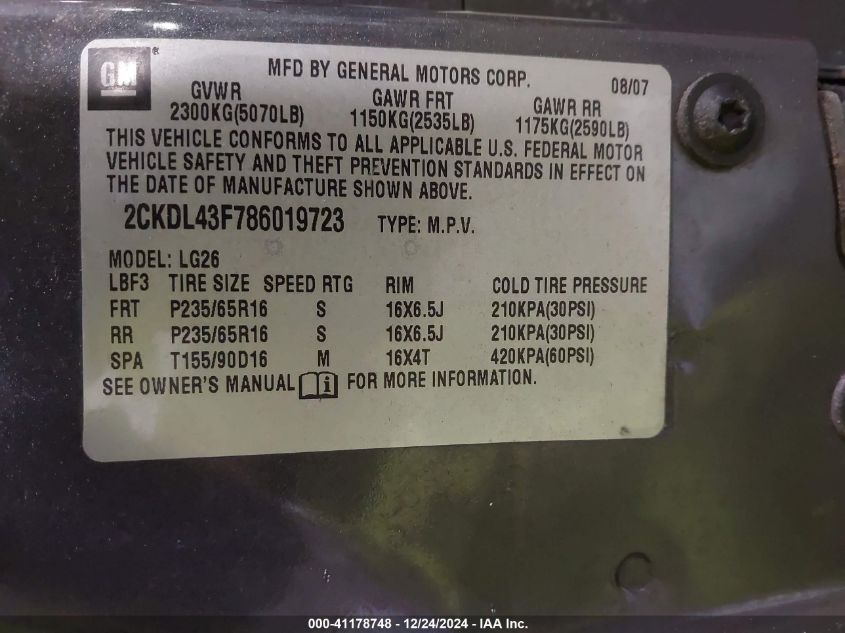 GM ®
MFD BY GENERAL MOTORS CORP. 08/07
GVWR GAWR FRT GAWR RR
2300KG(5070LB) 1150KG(2535LB) 1175KG(2590LB)
THIS VEHICLE CONFORMS TO ALL APPLICABLE U.S. FEDERAL MOTOR
VEHICLE SAFETY AND THEFT PREVENTION STANDARDS IN EFFECT ON
THE DATE OF MANUFACTURE SHOWN ABOVE.
2CKDL43F786019723 TYPE: M.P.V.
MODEL: LG26
LBF3 TIRE SIZE SPEED RTG RIM COLD TIRE PRESSURE
FRT P235/65R16 S 16X6.5J 210KPA(30PSI)
RR P235/65R16 S 16X6.5J 210KPA(30PSI)
SPA T155/90D16 M 16X4T 420KPA(60PSI)
SEE OWNER'S MANUAL i FOR MORE INFORMATION.
000-41178748 - 12/24/2024 - IAA Inc.